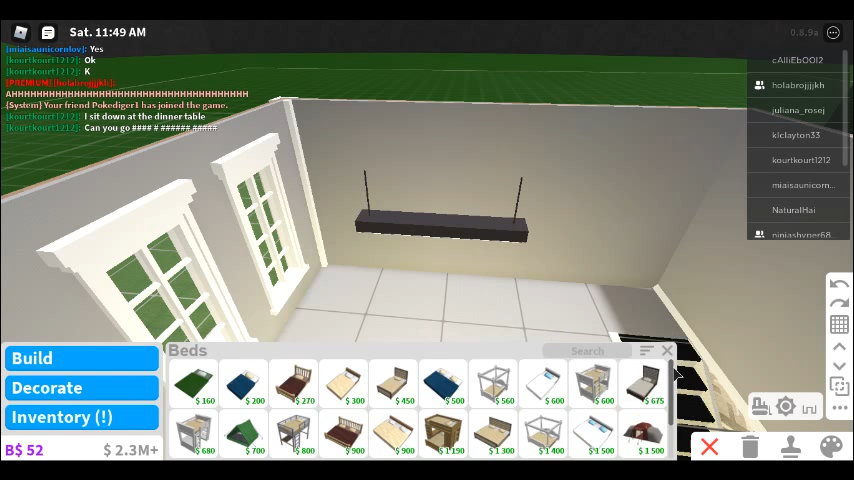 Sat. 11:49 AM
0.8.9a
[miaisaunicornlov]: Yes
[kourtkourt1212]: Ok
[kourtkourt1212]: K
[PREMIUM] [holabrojjjkh]:
[System] Your friend Pokediger1 has joined the game.
[kourtkourt1212]: I sit down at the dinner table
[kourtkourt1212]: Can you go #### # ###### #####
cAlliEbOOl2
holabrojjjjkh
juliana_rosej
klclayton33
kourtkourt1212
miaisaunicorn...
NaturalHai
Build
Decorate
Inventory (!)
B$ 52
$ 2.3M+
Beds
Search
$ 160
$ 200
$ 270
$ 300
$ 450
$ 500
$ 560
$ 600
$ 600
$ 675
$ 680
$ 700
$ 800
$ 900
$ 900
$ 1 190
$ 1 300
$ 1 400
$ 1 500
$ 1 500